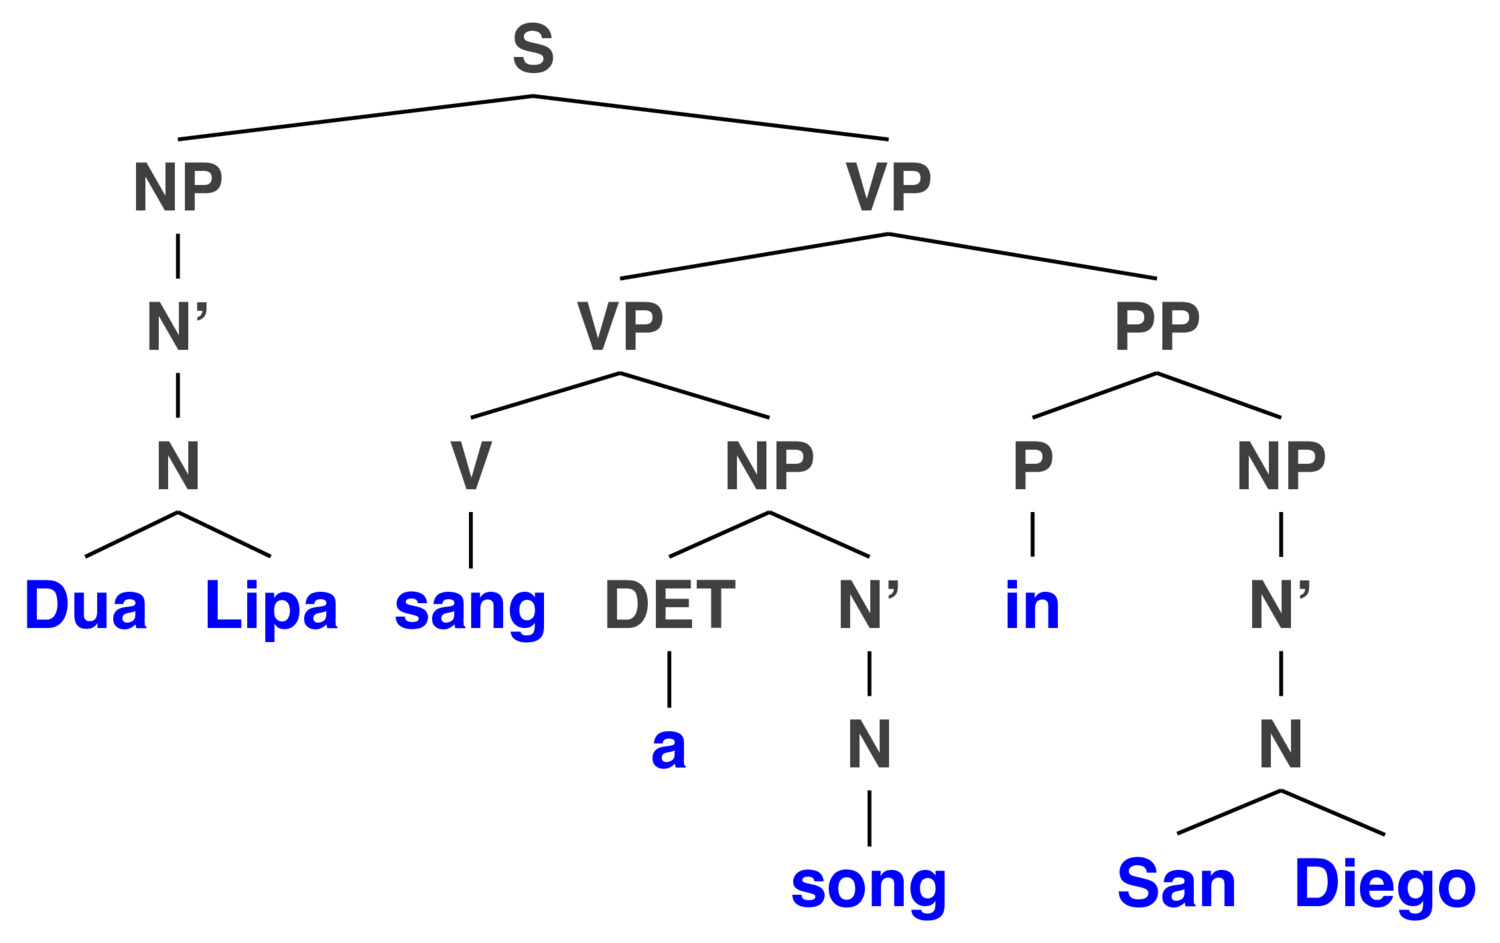 S
NP VP
N’ VP PP
N V NP P NP
Dua Lipa sang DET N’ in N’
a N N
song San Diego